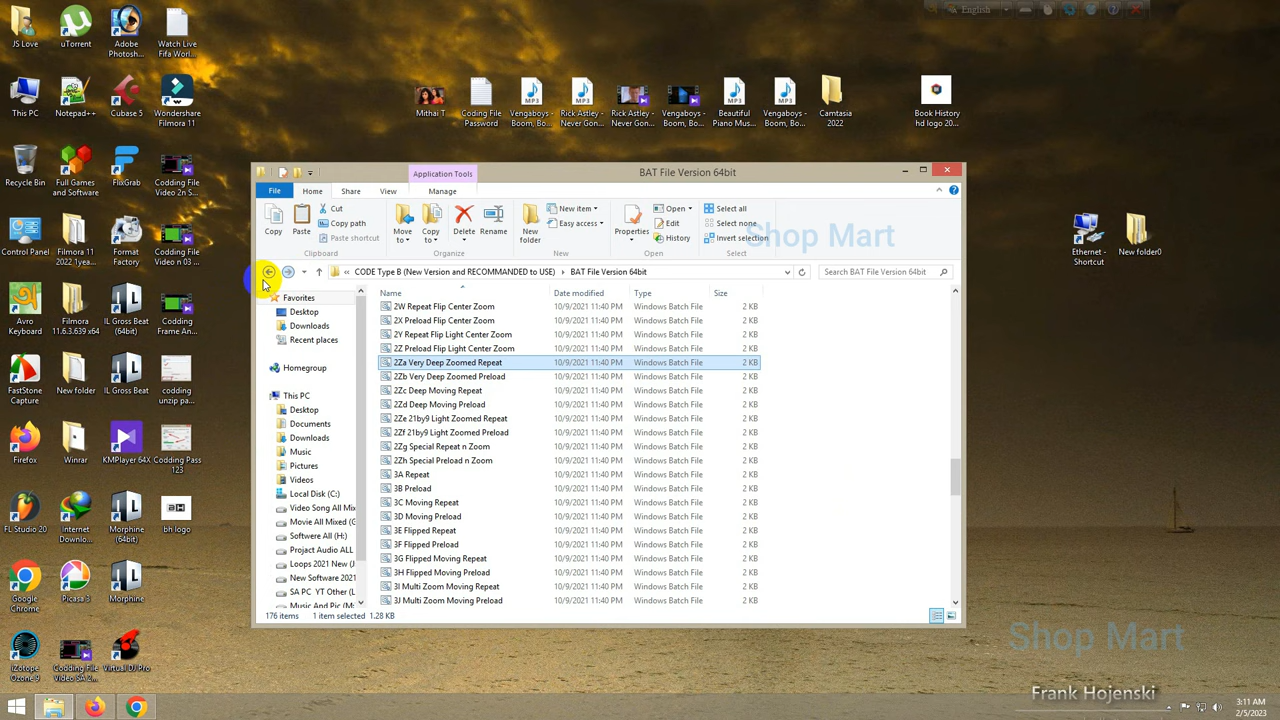 English
JS Love
uTorrent
Adobe Photosh...
Watch Live Fifa Worl...
This PC
Notepad++
Cubase 5
Wondershare Filmora 11
Recycle Bin
Full Games and Software
FlixGrab
Codding File Video 2n S...
Control Panel
Filmora 11 2022 1year...
Format Factory
Codding File Video n 03 ...
Avro Keyboard
Filmora 11.6.3.639 x64
IL Gross Beat (64bit)
Codding Frame An...
FastStone Capture
New folder
IL Gross Beat
codding unzip pa...
Firefox
Winrar
KMPlayer 64X
Codding Pass 123
FL Studio 20
Internet Downlo...
Morphine (64bit)
bh logo
Google Chrome
Picasa 3
Morphine
iZotope Ozone 9
Codding File Video SA 2...
Virtual DJ Pro
Mithai T
Coding File Password
Vengaboys - Boom, Bo...
Rick Astley - Never Gon...
Rick Astley - Never Gon...
Vengaboys - Boom, Bo...
Beautiful Piano Mus...
Vengaboys - Boom, Bo...
Camtasia 2022
Book History hd logo 20...
Ethernet - Shortcut
New folder0
Application Tools
BAT File Version 64bit
File
Home
Share
View
Manage
Copy
Paste
Cut
Copy path
Paste shortcut
Clipboard
Move to
Copy to
Delete
Rename
Organize
New folder
New item
Easy access
New
Properties
Open
Edit
History
Open
Select all
Select none
Invert selection
Select
Shop Mart
« CODE Type B (New Version and RECOMMANDED to USE) BAT File Version 64bit
Search BAT File Version 64bit
Favorites
Desktop
Downloads
Recent places
Homegroup
This PC
Desktop
Documents
Downloads
Music
Pictures
Videos
Local Disk (C:)
Video Song All Mix
Movie All Mixed (G
Softwere All (H:)
Project Audio ALL
Loops 2021 New (J
New Software 2021
SA PC YT Other (L
Music And Pic (M:
Name Date modified Type Size
2W Repeat Flip Center Zoom 10/9/2021 11:40 PM Windows Batch File 2 KB
2X Preload Flip Center Zoom 10/9/2021 11:40 PM Windows Batch File 2 KB
2Y Repeat Flip Light Center Zoom 10/9/2021 11:40 PM Windows Batch File 2 KB
2Z Preload Flip Light Center Zoom 10/9/2021 11:40 PM Windows Batch File 2 KB
2Za Very Deep Zoomed Repeat 10/9/2021 11:40 PM Windows Batch File 2 KB
2Zb Very Deep Zoomed Preload 10/9/2021 11:40 PM Windows Batch File 2 KB
2Zc Deep Moving Repeat 10/9/2021 11:40 PM Windows Batch File 2 KB
2Zd Deep Moving Preload 10/9/2021 11:40 PM Windows Batch File 2 KB
2Ze 21by9 Light Zoomed Repeat 10/9/2021 11:40 PM Windows Batch File 2 KB
2Zf 21by9 Light Zoomed Preload 10/9/2021 11:40 PM Windows Batch File 2 KB
2Zg Special Repeat n Zoom 10/9/2021 11:40 PM Windows Batch File 2 KB
2Zh Special Preload n Zoom 10/9/2021 11:40 PM Windows Batch File 2 KB
3A Repeat 10/9/2021 11:40 PM Windows Batch File 2 KB
3B Preload 10/9/2021 11:40 PM Windows Batch File 2 KB
3C Moving Repeat 10/9/2021 11:40 PM Windows Batch File 2 KB
3D Moving Preload 10/9/2021 11:40 PM Windows Batch File 2 KB
3E Flipped Repeat 10/9/2021 11:40 PM Windows Batch File 2 KB
3F Flipped Preload 10/9/2021 11:40 PM Windows Batch File 2 KB
3G Flipped Moving Repeat 10/9/2021 11:40 PM Windows Batch File 2 KB
3H Flipped Moving Preload 10/9/2021 11:40 PM Windows Batch File 2 KB
3I Multi Zoom Moving Repeat 10/9/2021 11:40 PM Windows Batch File 2 KB
3J Multi Zoom Moving Preload 10/9/2021 11:40 PM Windows Batch File 2 KB
176 items 1 item selected 1.28 KB
Shop Mart
Frank Hojenski
3:11 AM
2/5/2023